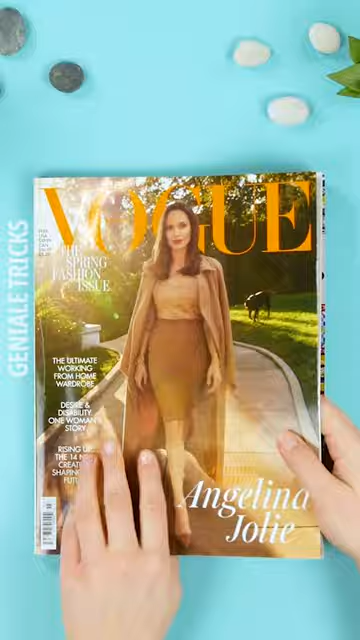 GENIALE TRICKS
VOGUE
THE
SPRING
FASHION
ISSUE
THE ULTIMATE
WORKING
FROM HOME
WARDROBE
DESIRE &
DISABILITY
ONE WOMAN'S
STORY
RISING UP
THE 14
Angelina
Jolie